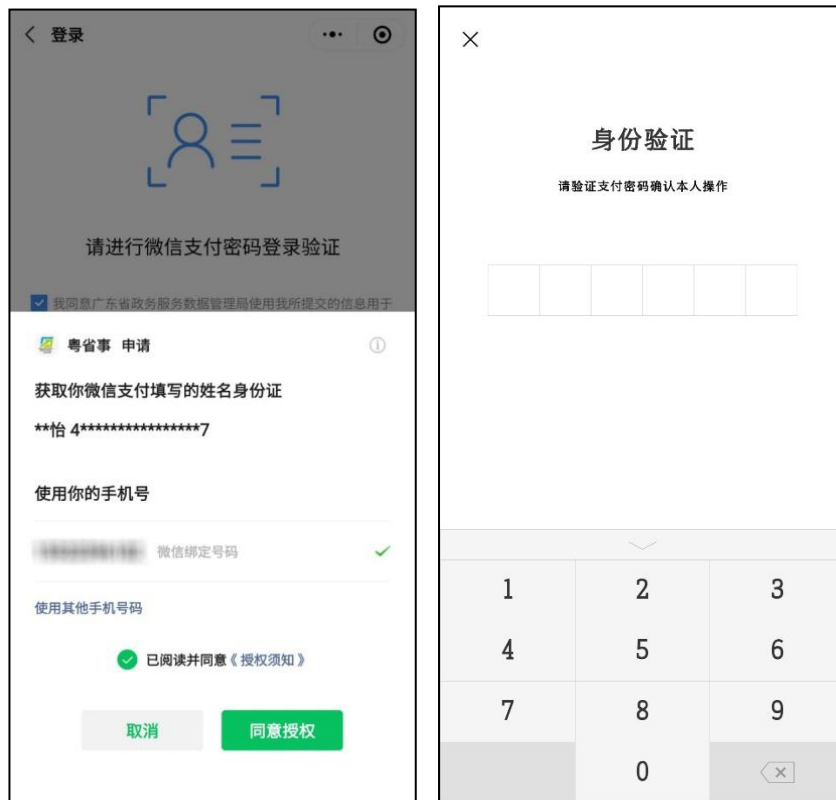 登录
请进行微信支付密码登录验证
我同意广东省政务服务数据管理局使用我所提交的信息用于
粤省事 申请
获取你微信支付填写的姓名身份证
**怡 4****************7
使用你的手机号
微信绑定号码
使用其他手机号码
已阅读并同意《授权须知》
取消 同意授权
身份验证
请验证支付密码确认本人操作
1 2 3
4 5 6
7 8 9
0